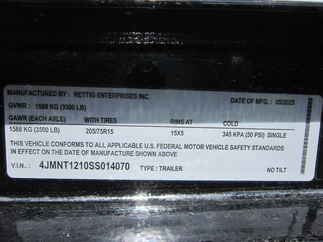 MANUFACTURED BY: RETTIG ENTERPRISES INC. DATE OF MFG.: 05/2025
GVWR: 1588 KG (3500 LB)
GAWR (EACH AXLE) WITH TIRES RIMS AT COLD
1588 KG (3500 LB) 205/75R15 15X5 345 KPA (50 PSI) SINGLE
THIS VEHICLE CONFORMS TO ALL APPLICABLE U.S. FEDERAL MOTOR VEHICLE SAFETY STANDARDS
IN EFFECT ON THE DATE OF MANUFACTURE SHOWN ABOVE
V.I.N.: 4JMNT1210SS014070 TYPE: TRAILER NO TILT